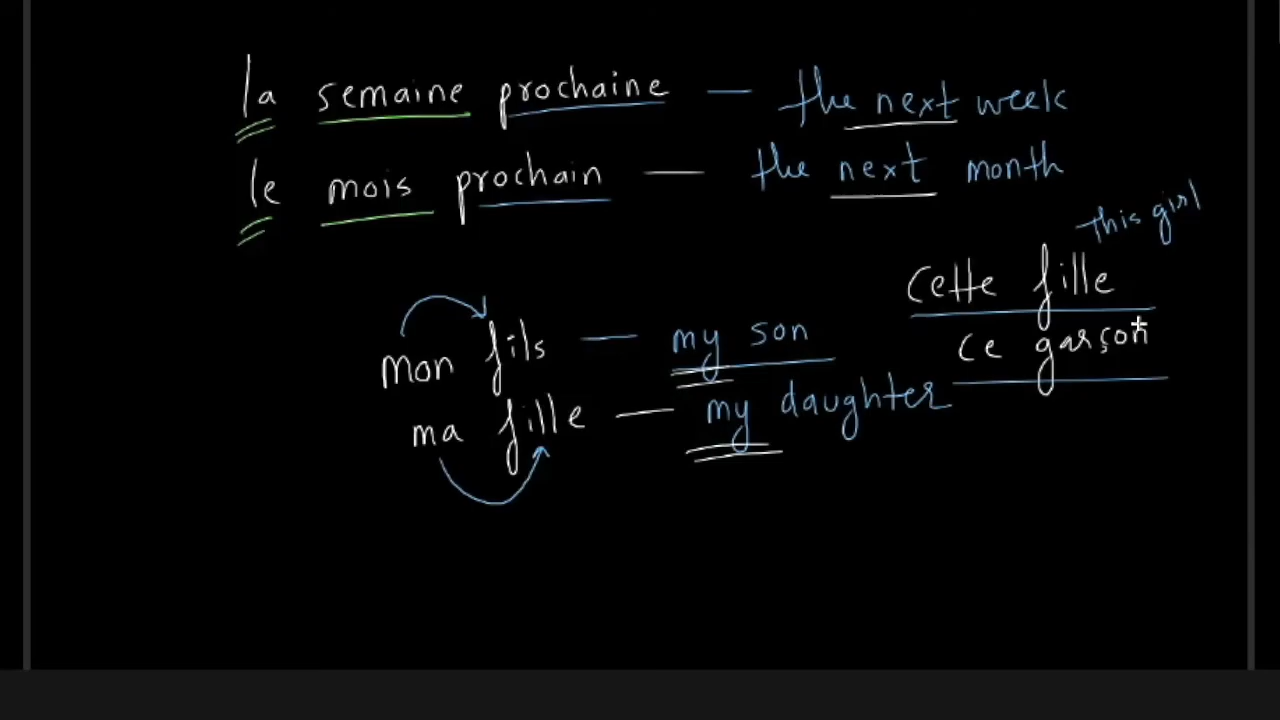 la semaine prochaine — the next week
le mois prochain — the next month
this girl
cette fille
ce garçon
mon fils — my son
ma fille — my daughter